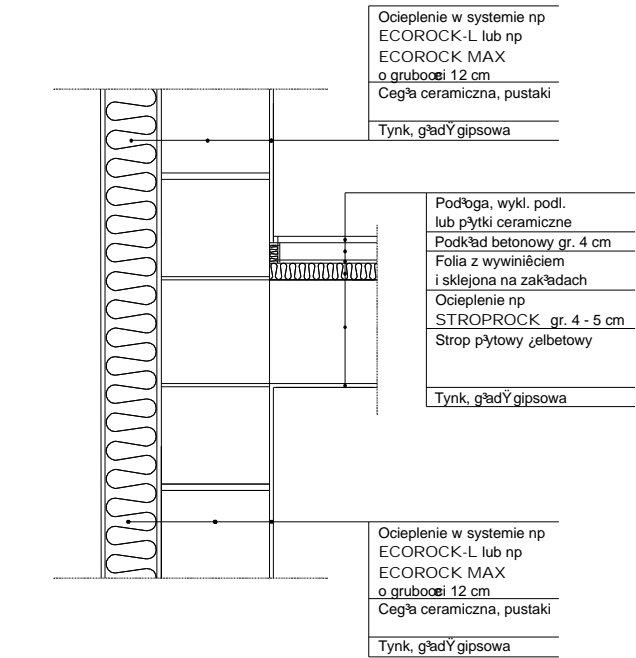 Ocieplenie w systemie np
ECOROCK-L lub np
ECOROCK MAX
o grubooœi 12 cm
Ceg³a ceramiczna, pustaki
Tynk, g³adŸ gipsowa
Pod³oga, wykl. podl.
lub p³ytki ceramiczne
Podk³ad betonowy gr. 4 cm
Folia z wywiniêciem
i sklejona na zak³adach
Ocieplenie np
STROPROCK gr. 4 - 5 cm
Strop p³ytowy ¿elbetowy
Tynk, g³adŸ gipsowa
Ocieplenie w systemie np
ECOROCK-L lub np
ECOROCK MAX
o grubooœi 12 cm
Ceg³a ceramiczna, pustaki
Tynk, g³adŸ gipsowa